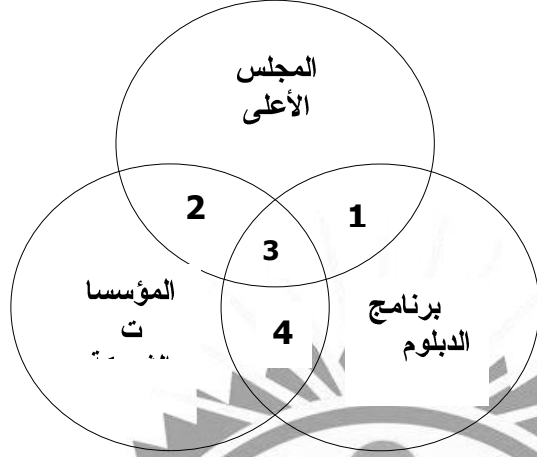 المجلس
الأعلى
2
1
3
المؤسسا
ت
4
برنامج
الدبلوم